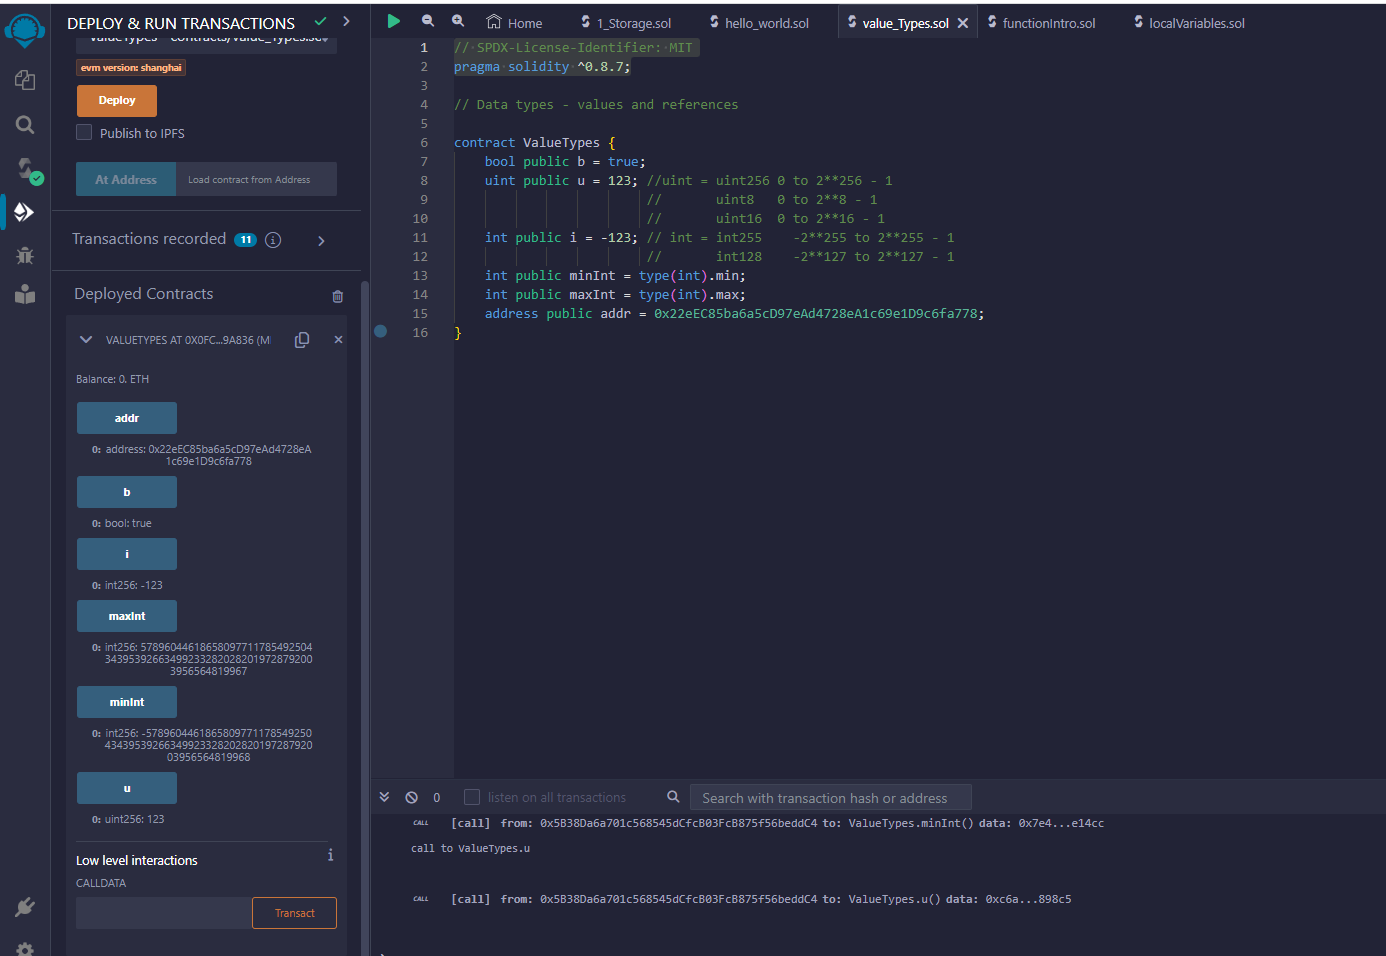 DEPLOY & RUN TRANSACTIONS
evm version: shanghai
Deploy
Publish to IPFS
At Address
Load contract from Address
Transactions recorded 11
Deployed Contracts
VALUETYPES AT 0X0FC...9A836
Balance: 0. ETH
addr
0: address: 0x22eEC85ba6a5cD97eAd4728eA
1c69e1D9c6fa778
b
0: bool: true
i
0: int256: -123
maxInt
0: int256: 57896044618658097711785492504
3439539266349923328202820197287920
03956564819967
minInt
0: int256: -5789604461865809771178549250
4343953926634992332820282019728792
003956564819968
u
0: uint256: 123
Low level interactions
CALLDATA
Transact
Home
1_Storage.sol
hello_world.sol
value_Types.sol
functionIntro.sol
localVariables.sol
1 // SPDX-License-Identifier: MIT
2 pragma solidity ^0.8.7;
3
4 // Data types - values and references
5
6 contract ValueTypes {
7 bool public b = true;
8 uint public u = 123; //uint = uint256 0 to 2**256 - 1
9 // uint8 0 to 2**8 - 1
10 // uint16 0 to 2**16 - 1
11 int public i = -123; // int = int255 -2**255 to 2**255 - 1
12 // int128 -2**127 to 2**127 - 1
13 int public minInt = type(int).min;
14 int public maxInt = type(int).max;
15 address public addr = 0x22eEC85ba6a5cD97eAd4728eA1c69e1D9c6fa778;
16 }
0
listen on all transactions
Search with transaction hash or address
CALL [call] from: 0x5B38Da6a701c568545dCfcB03FcB875f56beddC4 to: ValueTypes.minInt() data: 0x7e4...e14cc
call to ValueTypes.u
CALL [call] from: 0x5B38Da6a701c568545dCfcB03FcB875f56beddC4 to: ValueTypes.u() data: 0xc6a...898c5